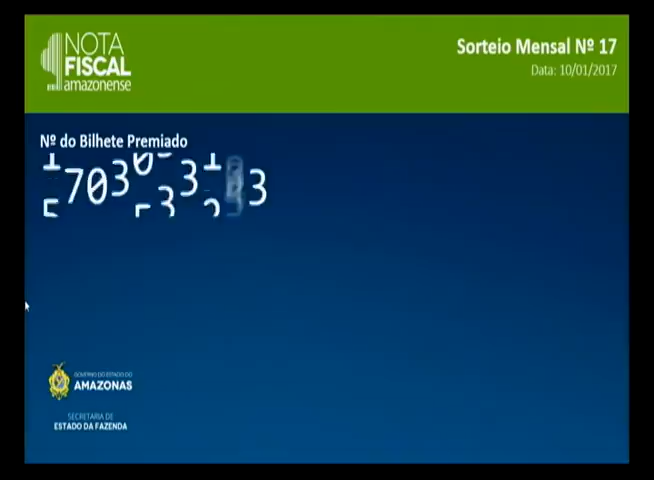 NOTA
FISCAL
amazonense
Sorteio Mensal Nº 17
Data: 10/01/2017
Nº do Bilhete Premiado
GOVERNO DO ESTADO DO
AMAZONAS
SECRETARIA DE
ESTADO DA FAZENDA